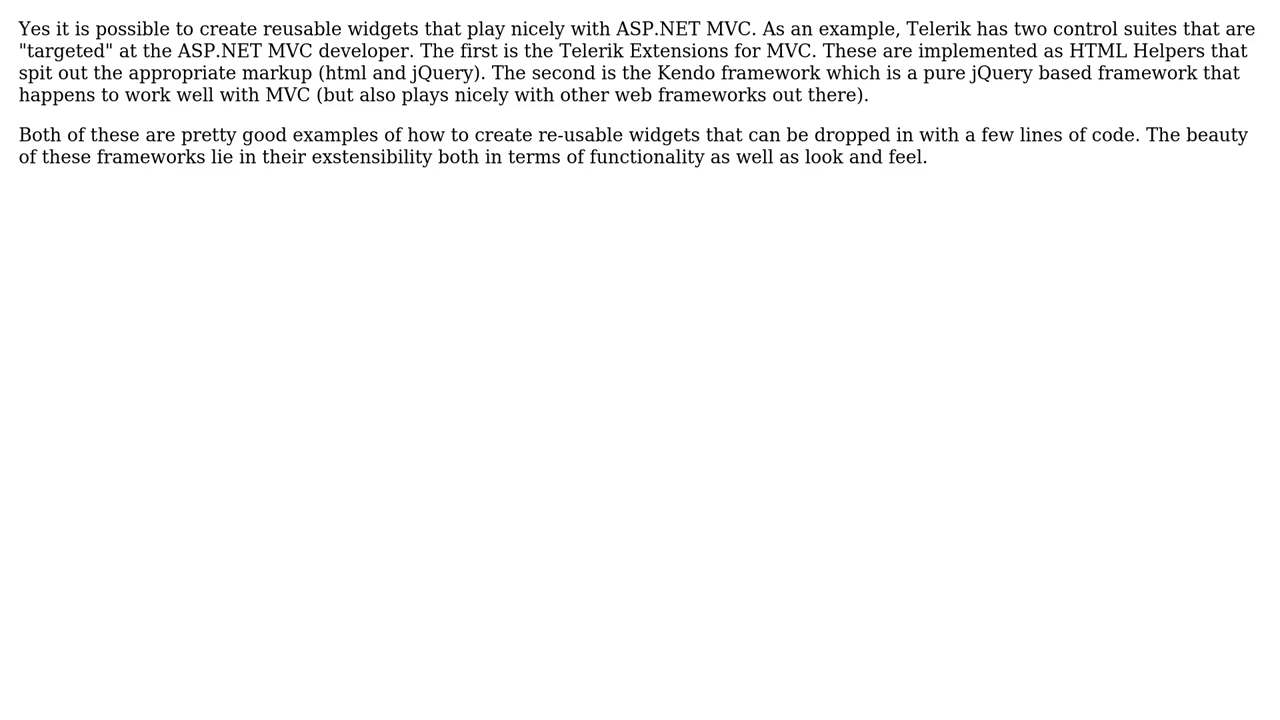 Yes it is possible to create reusable widgets that play nicely with ASP.NET MVC. As an example, Telerik has two control suites that are
"targeted" at the ASP.NET MVC developer. The first is the Telerik Extensions for MVC. These are implemented as HTML Helpers that
spit out the appropriate markup (html and jQuery). The second is the Kendo framework which is a pure jQuery based framework that
happens to work well with MVC (but also plays nicely with other web frameworks out there).
Both of these are pretty good examples of how to create re-usable widgets that can be dropped in with a few lines of code. The beauty
of these frameworks lie in their exstensibility both in terms of functionality as well as look and feel.